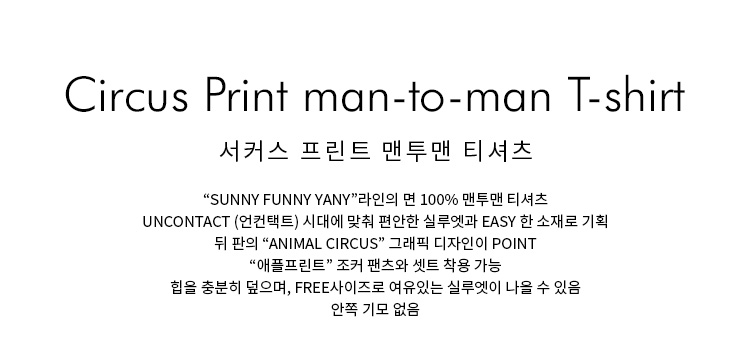 Circus Print man-to-man T-shirt
서커스 프린트 맨투맨 티셔츠
“SUNNY FUNNY YANY”라인의 면 100% 맨투맨 티셔츠
UNCONTACT (언컨택트) 시대에 맞춰 편안한 실루엣과 EASY 한 소재로 기획
뒤 판의 “ANIMAL CIRCUS” 그래픽 디자인이 POINT
“애플프린트” 조커 팬츠와 셋트 착용 가능
힙을 충분히 덮으며, FREE사이즈로 여유있는 실루엣이 나올 수 있음
안쪽 기모 없음